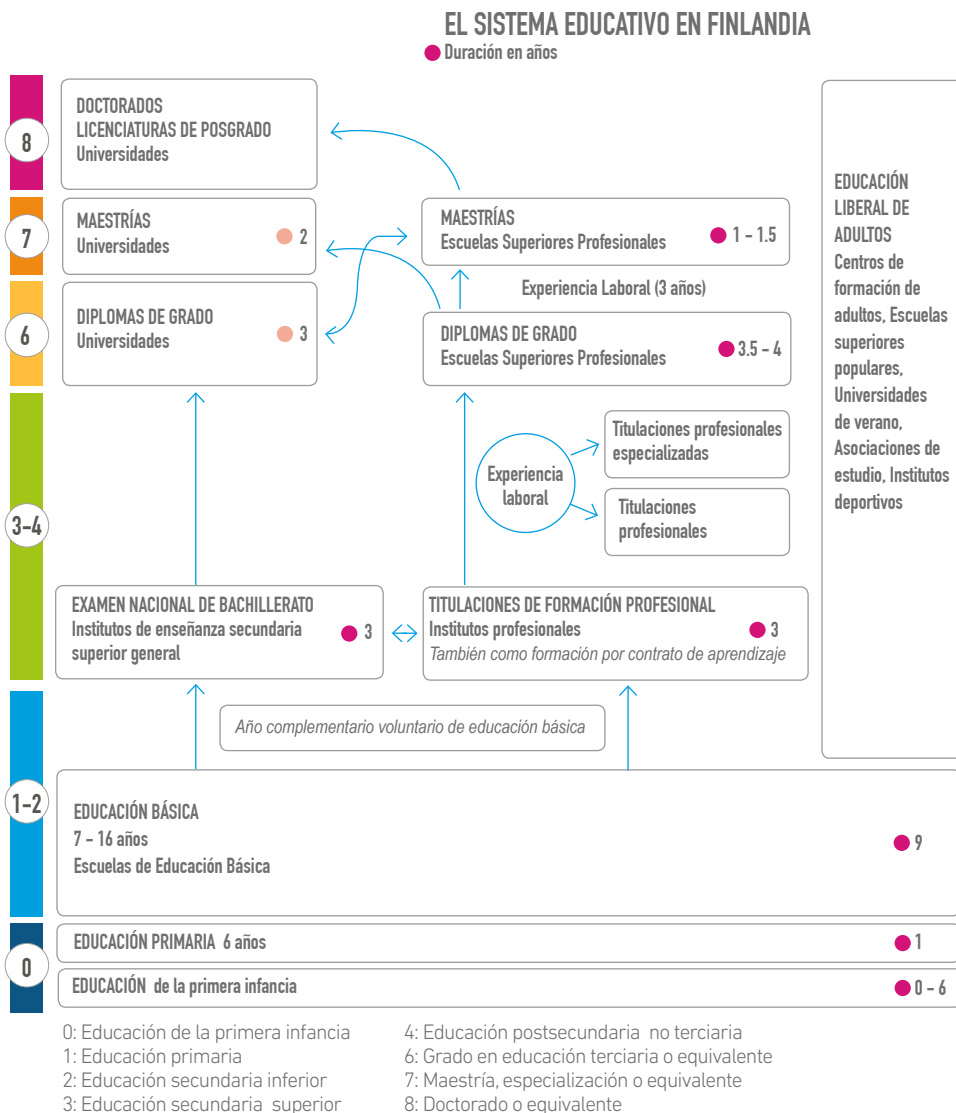 EL SISTEMA EDUCATIVO EN FINLANDIA
Duración en años
8
DOCTORADOS
LICENCIATURAS DE POSGRADO
Universidades
7
MAESTRÍAS
Universidades
2
MAESTRÍAS
Escuelas Superiores Profesionales
1 - 1.5
Experiencia Laboral (3 años)
6
DIPLOMAS DE GRADO
Universidades
3
DIPLOMAS DE GRADO
Escuelas Superiores Profesionales
3.5 - 4
EDUCACIÓN
LIBERAL DE
ADULTOS
Centros de
formación de
adultos, Escuelas
superiores
populares,
Universidades
de verano,
Asociaciones de
estudio, Institutos
deportivos
3-4
Experiencia
laboral
Titulaciones profesionales
especializadas
Titulaciones
profesionales
EXAMEN NACIONAL DE BACHILLERATO
Institutos de enseñanza secundaria
superior general
3
TITULACIONES DE FORMACIÓN PROFESIONAL
Institutos profesionales
3
También como formación por contrato de aprendizaje
Año complementario voluntario de educación básica
1-2
EDUCACIÓN BÁSICA
7 - 16 años
Escuelas de Educación Básica
9
0
EDUCACIÓN PRIMARIA 6 años
1
EDUCACIÓN de la primera infancia
0 - 6
0: Educación de la primera infancia
1: Educación primaria
2: Educación secundaria inferior
3: Educación secundaria superior
4: Educación postsecundaria no terciaria
6: Grado en educación terciaria o equivalente
7: Maestría, especialización o equivalente
8: Doctorado o equivalente